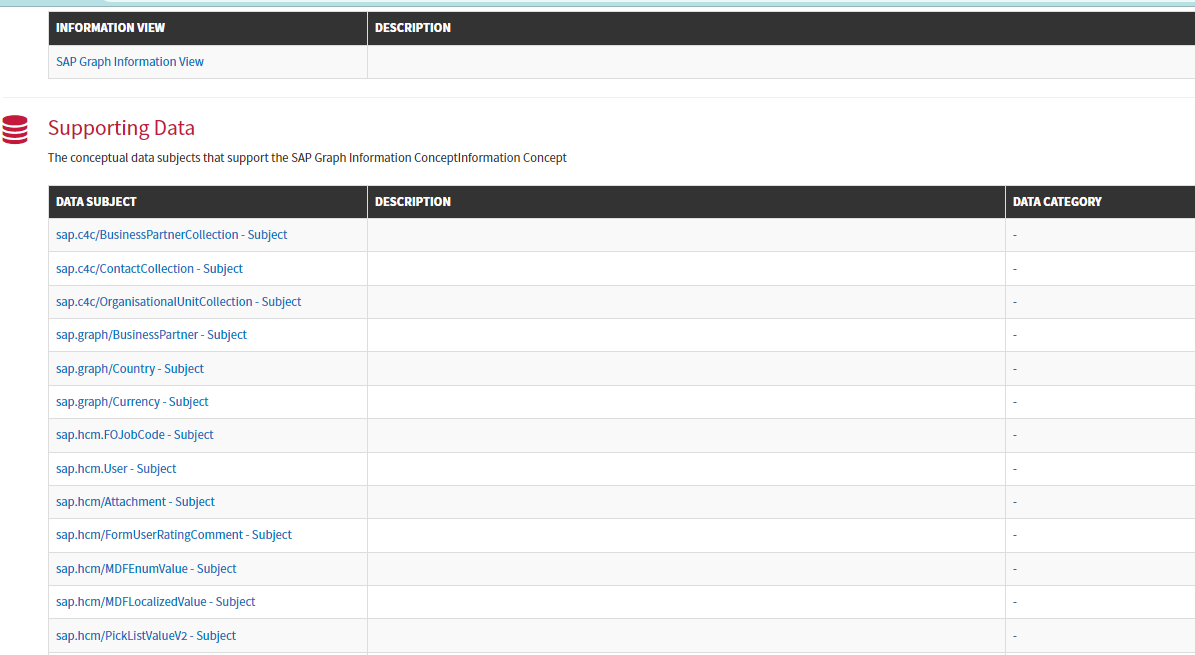 INFORMATION VIEW DESCRIPTION
SAP Graph Information View
Supporting Data
The conceptual data subjects that support the SAP Graph Information ConceptInformation Concept
DATA SUBJECT DESCRIPTION DATA CATEGORY
sap.c4c/BusinessPartnerCollection - Subject -
sap.c4c/ContactCollection - Subject -
sap.c4c/OrganisationalUnitCollection - Subject -
sap.graph/BusinessPartner - Subject -
sap.graph/Country - Subject -
sap.graph/Currency - Subject -
sap.hcm.FOJobCode - Subject -
sap.hcm.User - Subject -
sap.hcm/Attachment - Subject -
sap.hcm/FormUserRatingComment - Subject -
sap.hcm/MDFEnumValue - Subject -
sap.hcm/MDFLocalizedValue - Subject -
sap.hcm/PickListValueV2 - Subject -